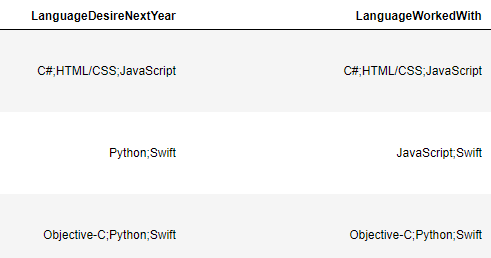 LanguageDesireNextYear LanguageWorkedWith
C#;HTML/CSS;JavaScript C#;HTML/CSS;JavaScript
Python;Swift JavaScript;Swift
Objective-C;Python;Swift Objective-C;Python;Swift